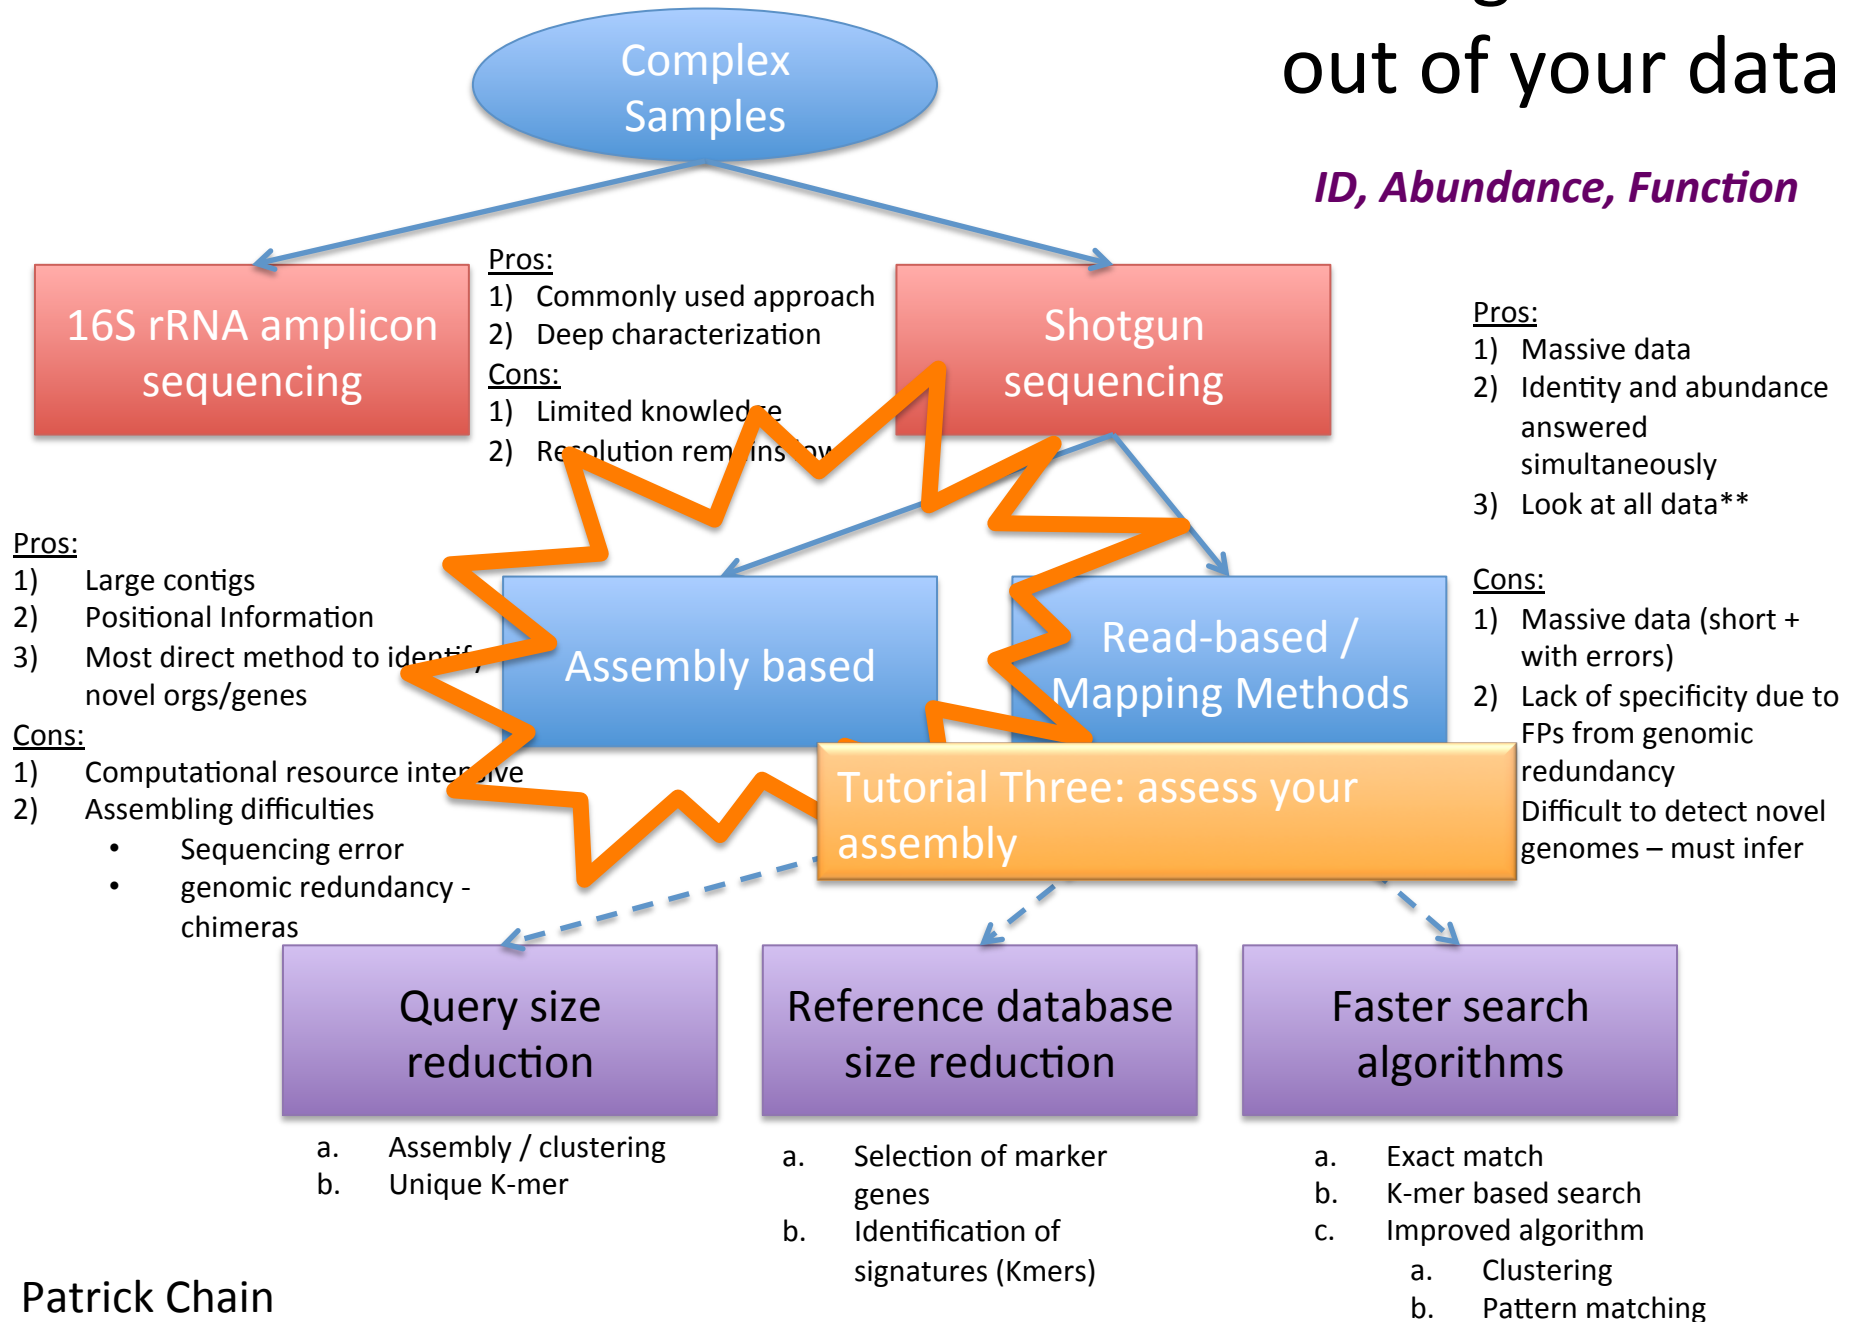 out of your data
ID, Abundance, Function
Complex
Samples
16S rRNA amplicon
sequencing
Pros:
1) Commonly used approach
2) Deep characterization
Cons:
1) Limited knowledge
2) Resolution remains low
Shotgun
sequencing
Pros:
1) Massive data
2) Identity and abundance
answered
simultaneously
3) Look at all data**
Cons:
1) Massive data (short +
with errors)
2) Lack of specificity due to
FPs from genomic
redundancy
Difficult to detect novel
genomes – must infer
Pros:
1) Large contigs
2) Positional Information
3) Most direct method to identify
novel orgs/genes
Cons:
1) Computational resource intensive
2) Assembling difficulties
• Sequencing error
• genomic redundancy -
chimeras
Assembly based
Read-based /
Mapping Methods
Tutorial Three: assess your
assembly
Query size
reduction
a. Assembly / clustering
b. Unique K-mer
Reference database
size reduction
a. Selection of marker
genes
b. Identification of
signatures (Kmers)
Faster search
algorithms
a. Exact match
b. K-mer based search
c. Improved algorithm
a. Clustering
b. Pattern matching
Patrick Chain